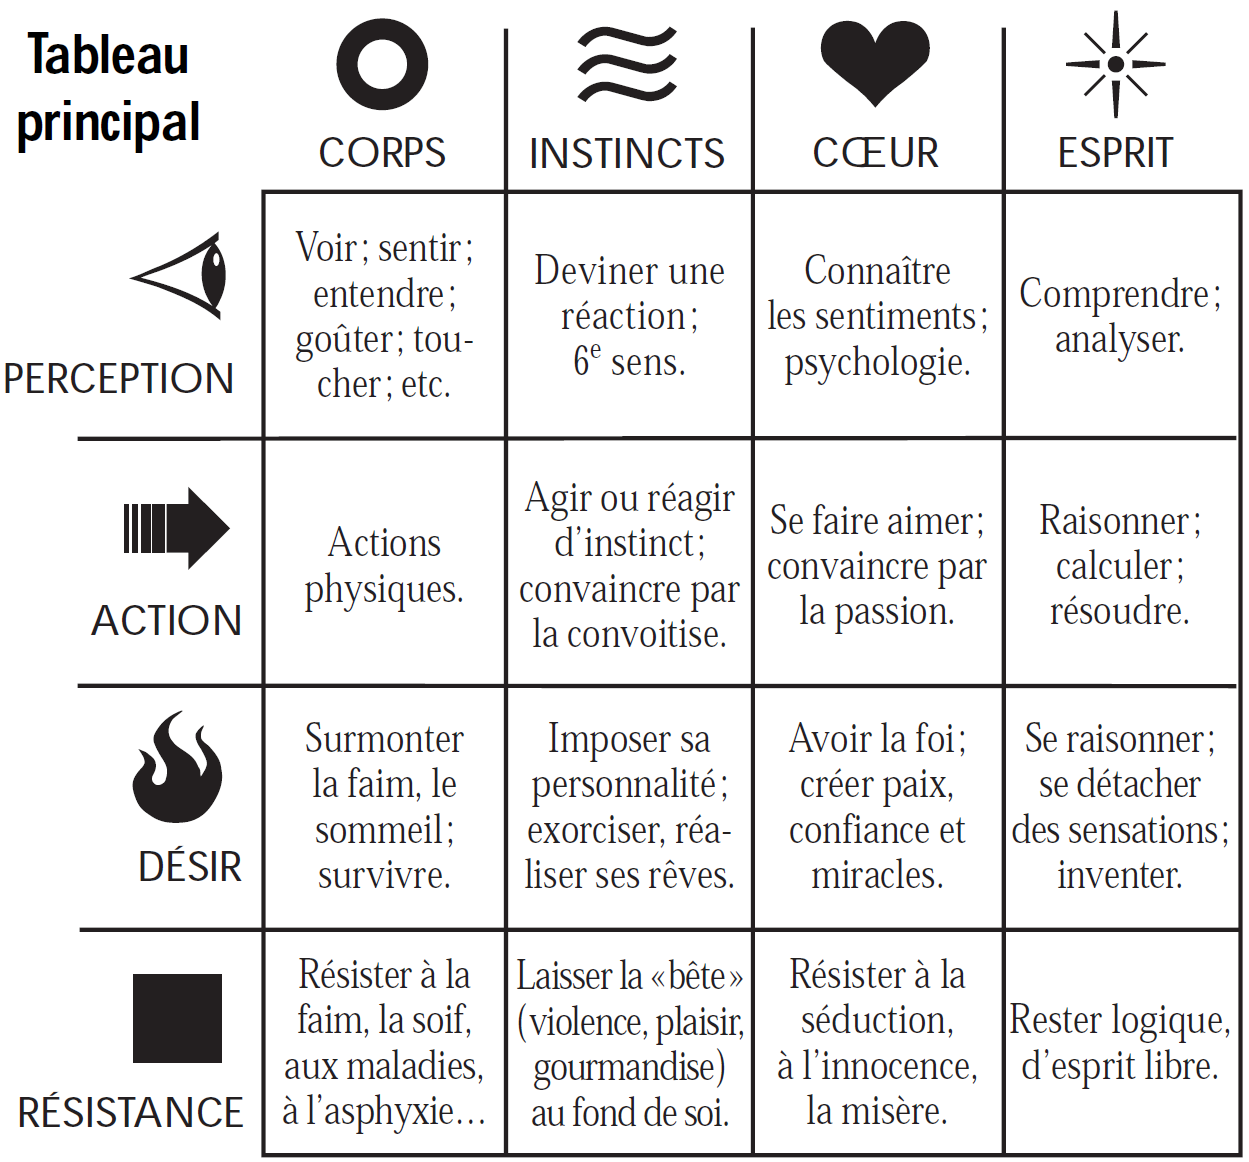 Tableau
principal
CORPS
INSTINCTS
CŒUR
ESPRIT
PERCEPTION
Voir ; sentir ;
entendre ;
goûter ; tou-
cher ; etc.
Deviner une
réaction ;
6e sens.
Connaître
les sentiments ;
psychologie.
Comprendre ;
analyser.
ACTION
Actions
physiques.
Agir ou réagir
d’instinct ;
convaincre par
la convoitise.
Se faire aimer ;
convaincre par
la passion.
Raisonner ;
calculer ;
résoudre.
DÉSIR
Surmonter
la faim, le
sommeil ;
survivre.
Imposer sa
personnalité ;
exorciser, réa-
liser ses rêves.
Avoir la foi ;
créer paix,
confiance et
miracles.
Se raisonner ;
se détacher
des sensations ;
inventer.
RÉSISTANCE
Résister à la
faim, la soif,
aux maladies,
à l’asphyxie…
Laisser la « bête »
(violence, plaisir,
gourmandise)
au fond de soi.
Résister à la
séduction,
à l’innocence,
la misère.
Rester logique,
d’esprit libre.